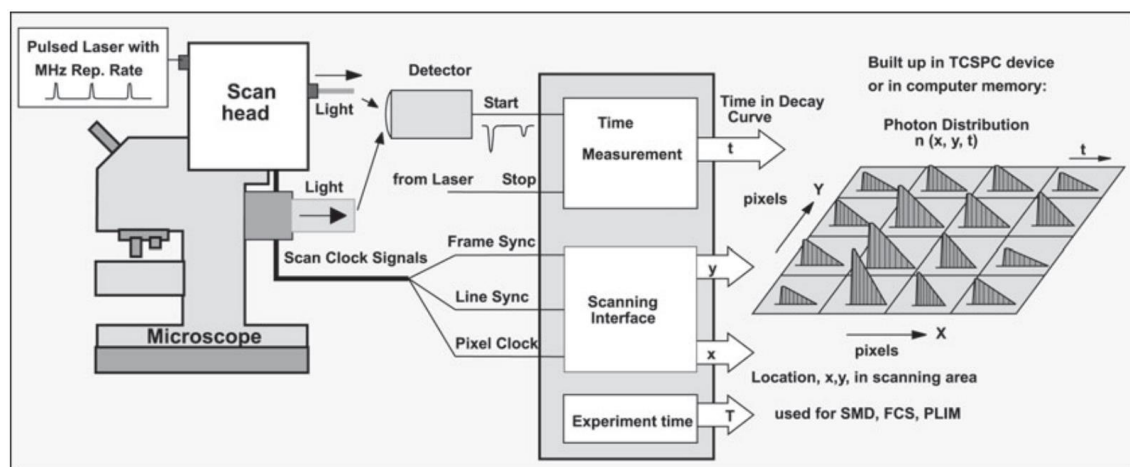 Pulsed Laser with
MHz Rep. Rate
Scan
head
Light
Detector
Start
Time
Measurement
Time in Decay
Curve
t
from Laser
Stop
Light
Built up in TCSPC device
or in computer memory:
Photon Distribution
n (x, y, t)
t
Y
pixels
X
pixels
Scan Clock Signals
Frame Sync
Line Sync
Pixel Clock
Scanning
Interface
y
x
Location, x,y, in scanning area
Experiment time
T
used for SMD, FCS, PLIM
Microscope